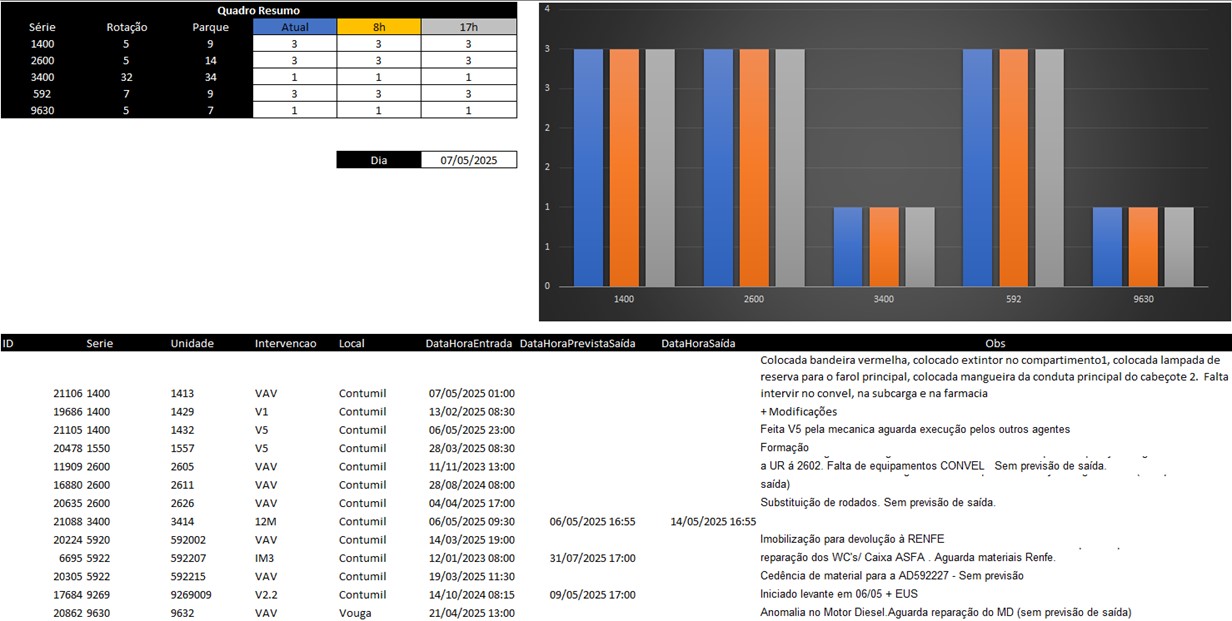 Quadro Resumo
Série Rotação Parque Atual 8h 17h
1400 5 9 3 3 3
2600 5 14 3 3 3
3400 32 34 1 1 1
592 7 9 3 3 3
9630 5 7 1 1 1
Dia 07/05/2025
4
3
3
2
2
1
1
0
1400 2600 3400 592 9630
ID Serie Unidade Intervencao Local DataHoraEntrada DataHoraPrevistaSaída DataHoraSaída Obs
Colocada bandeira vermelha, colocado extintor no compartimento1, colocada lampada de
reserva para o farol principal, colocada mangueira da conduta principal do cabeçote 2. Falta
21106 1400 1413 VAV Contumil 07/05/2025 01:00 intervir no convel, na subcarga e na farmacia
19686 1400 1429 V1 Contumil 13/02/2025 08:30 + Modificações
21105 1400 1432 V5 Contumil 06/05/2025 23:00 Feita V5 pela mecanica aguarda execução pelos outros agentes
20478 1550 1557 V5 Contumil 28/03/2025 08:30 Formação
11909 2600 2605 VAV Contumil 11/11/2023 13:00 a UR á 2602. Falta de equipamentos CONVEL Sem previsão de saída.
16880 2600 2611 VAV Contumil 28/08/2024 08:00 saída)
20635 2600 2626 VAV Contumil 04/04/2025 17:00 Substituição de rodados. Sem previsão de saída.
21088 3400 3414 12M Contumil 06/05/2025 09:30 06/05/2025 16:55 14/05/2025 16:55
20224 5920 592002 VAV Contumil 14/03/2025 19:00 Imobilização para devolução à RENFE
6695 5922 592207 IM3 Contumil 12/01/2023 08:00 31/07/2025 17:00 reparação dos WC's/ Caixa ASFA . Aguarda materiais Renfe.
20305 5922 592215 VAV Contumil 19/03/2025 11:30 Cedência de material para a AD592227 - Sem previsão
17684 9269 9269009 V2.2 Contumil 14/10/2024 08:15 09/05/2025 17:00 Iniciado levante em 06/05 + EUS
20862 9630 9632 VAV Vouga 21/04/2025 13:00 Anomalia no Motor Diesel.Aguarda reparação do MD (sem previsão de saída)